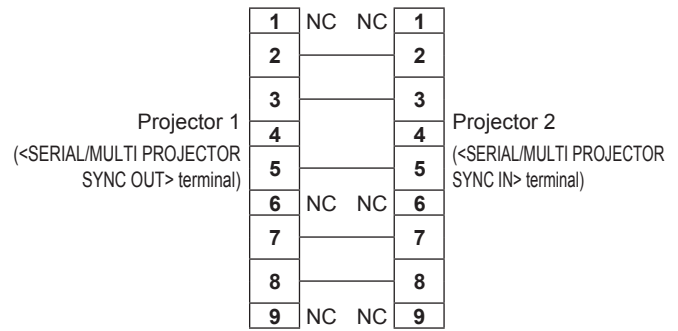 1 NC NC 1
2 2
3 3
Projector 1 Projector 2
4 4
(<SERIAL/MULTI PROJECTOR (<SERIAL/MULTI PROJECTOR
5 5
SYNC OUT> terminal) SYNC IN> terminal)
6 NC NC 6
7 7
8 8
9 NC NC 9